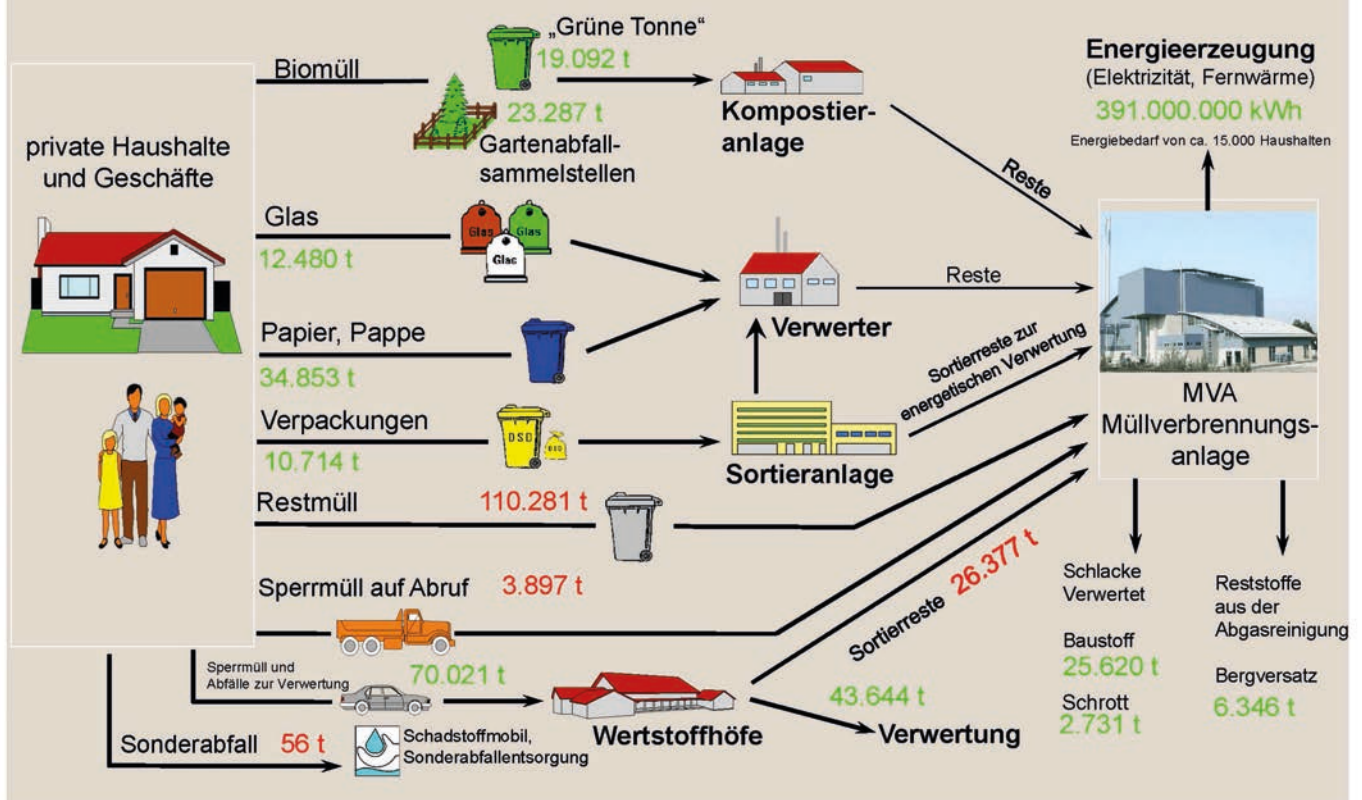 private Haushalte
und Geschäfte
Biomüll
„Grüne Tonne“
19.092 t
23.287 t
Gartenabfall-
sammelstellen
Kompostier-
anlage
Reste
Energieerzeugung
(Elektrizität, Fernwärme)
391.000.000 kWh
Energiebedarf von ca. 15.000 Haushalten
Glas
12.480 t
Glas
Glas
Glas
Verwerter
Reste
Papier, Pappe
34.853 t
Verpackungen
10.714 t
DSD
DSD
Sortieranlage
Sortierreste zur
energetischen Verwertung
MVA
Müllverbrennungs-
anlage
Restmüll
110.281 t
Sperrmüll auf Abruf
3.897 t
Sperrmüll und
Abfälle zur Verwertung
70.021 t
Wertstoffhöfe
Sortierreste 26.377 t
43.644 t
Verwertung
Sonderabfall 56 t
Schadstoffmobil,
Sonderabfallentsorgung
Schlacke
Verwertet
Baustoff
25.620 t
Schrott
2.731 t
Reststoffe
aus der
Abgasreinigung
Bergversatz
6.346 t